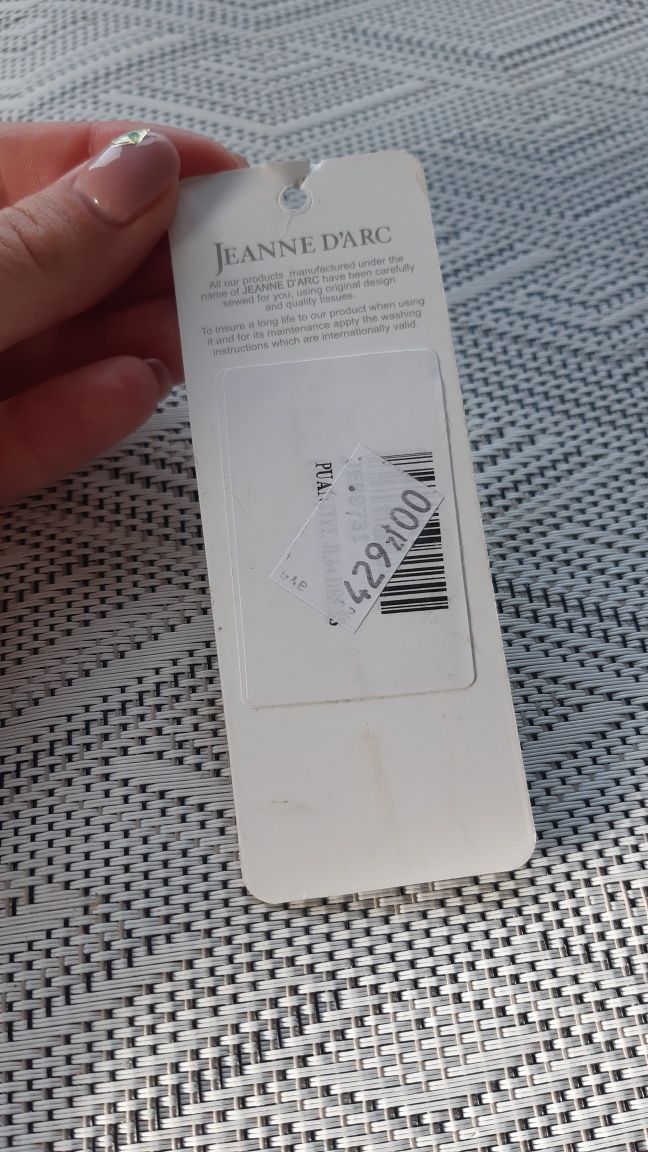 JEANNE D'ARC
All our products manufactured under the
name of JEANNE D'ARC have been carefully
sewed for you, using original design
and quality tissues.
To insure a long life to our product when using
it and for its maintenance apply the washing
instructions which are internationally valid.
429zł00